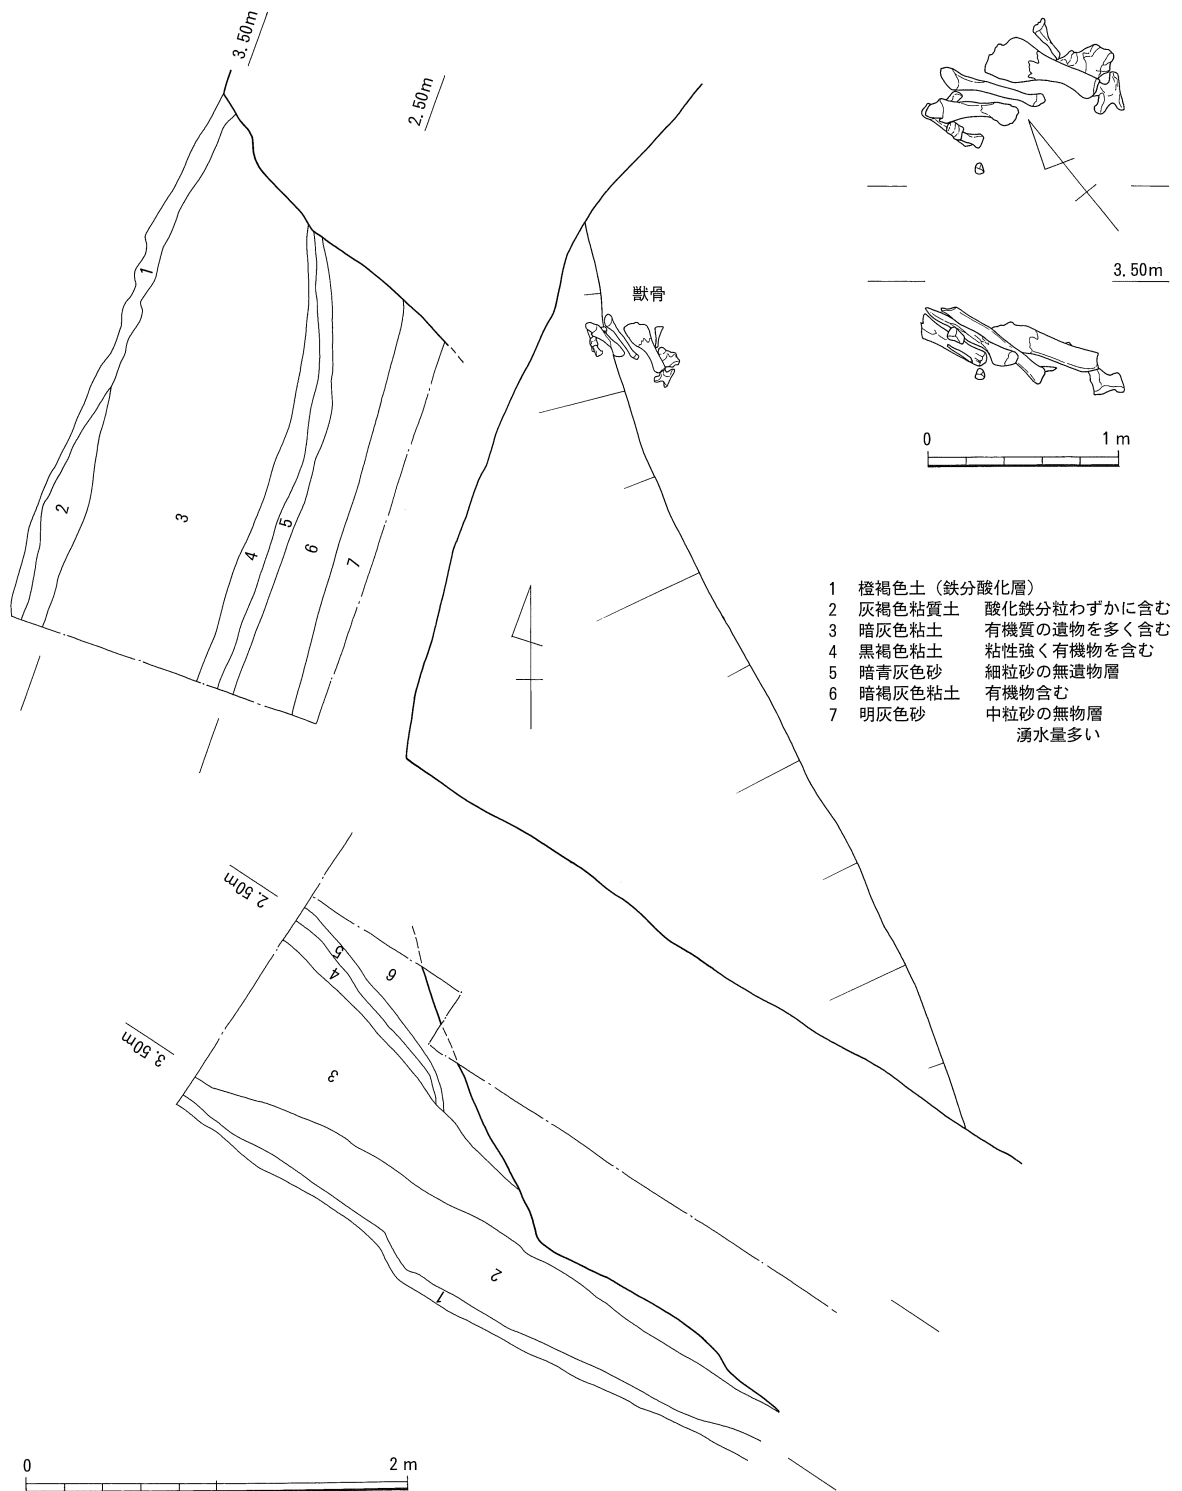 3.50m
2.50m
獣骨
3.50m
0 1 m
1
2
3
4
5
6
7
1 橙褐色土（鉄分酸化層）
2 灰褐色粘質土 酸化鉄分粒わずかに含む
3 暗灰色粘土 有機質の遺物を多く含む
4 黒褐色粘土 粘性強く有機物を含む
5 暗青灰色砂 細粒砂の無遺物層
6 暗褐灰色粘土 有機物含む
7 明灰色砂 中粒砂の無物層
湧水量多い
2.50m
3.50m
5
4
6
3
2
1
0 2 m